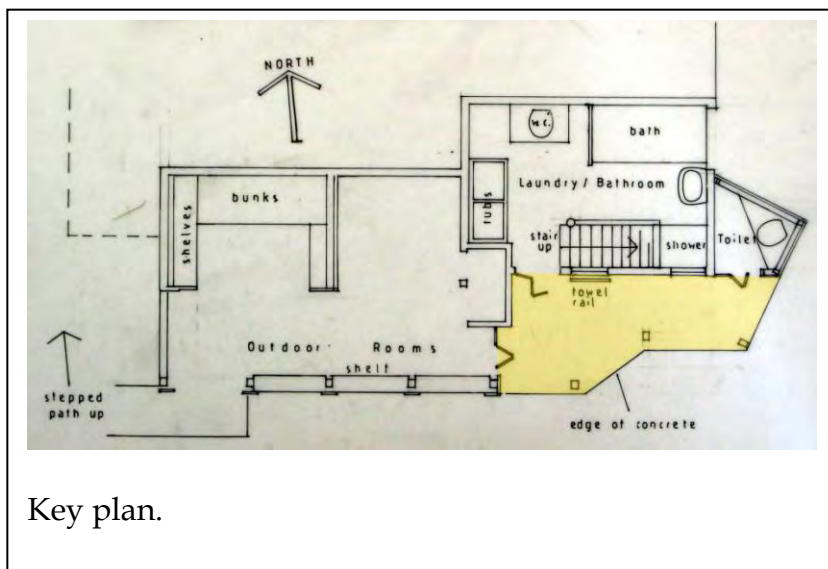 NORTH
W.C.
bath
bunks
shelves
Laundry / Bathroom
tubs
stair
up
shower
Toilet
towel
rail
Outdoor Rooms
shelf
stepped
path up
edge of concrete
Key plan.